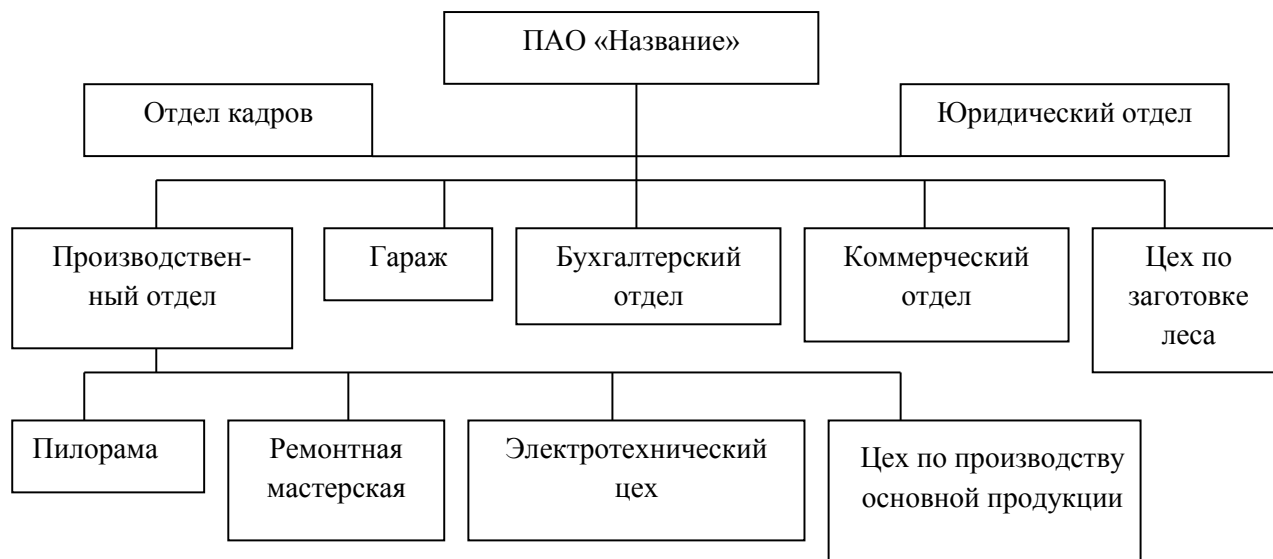 ПАО «Название»
Отдел кадров
Юридический отдел
Производствен-
ный отдел
Гараж
Бухгалтерский
отдел
Коммерческий
отдел
Цех по
заготовке
леса
Пилорама
Ремонтная
мастерская
Электротехнический
цех
Цех по производству
основной продукции